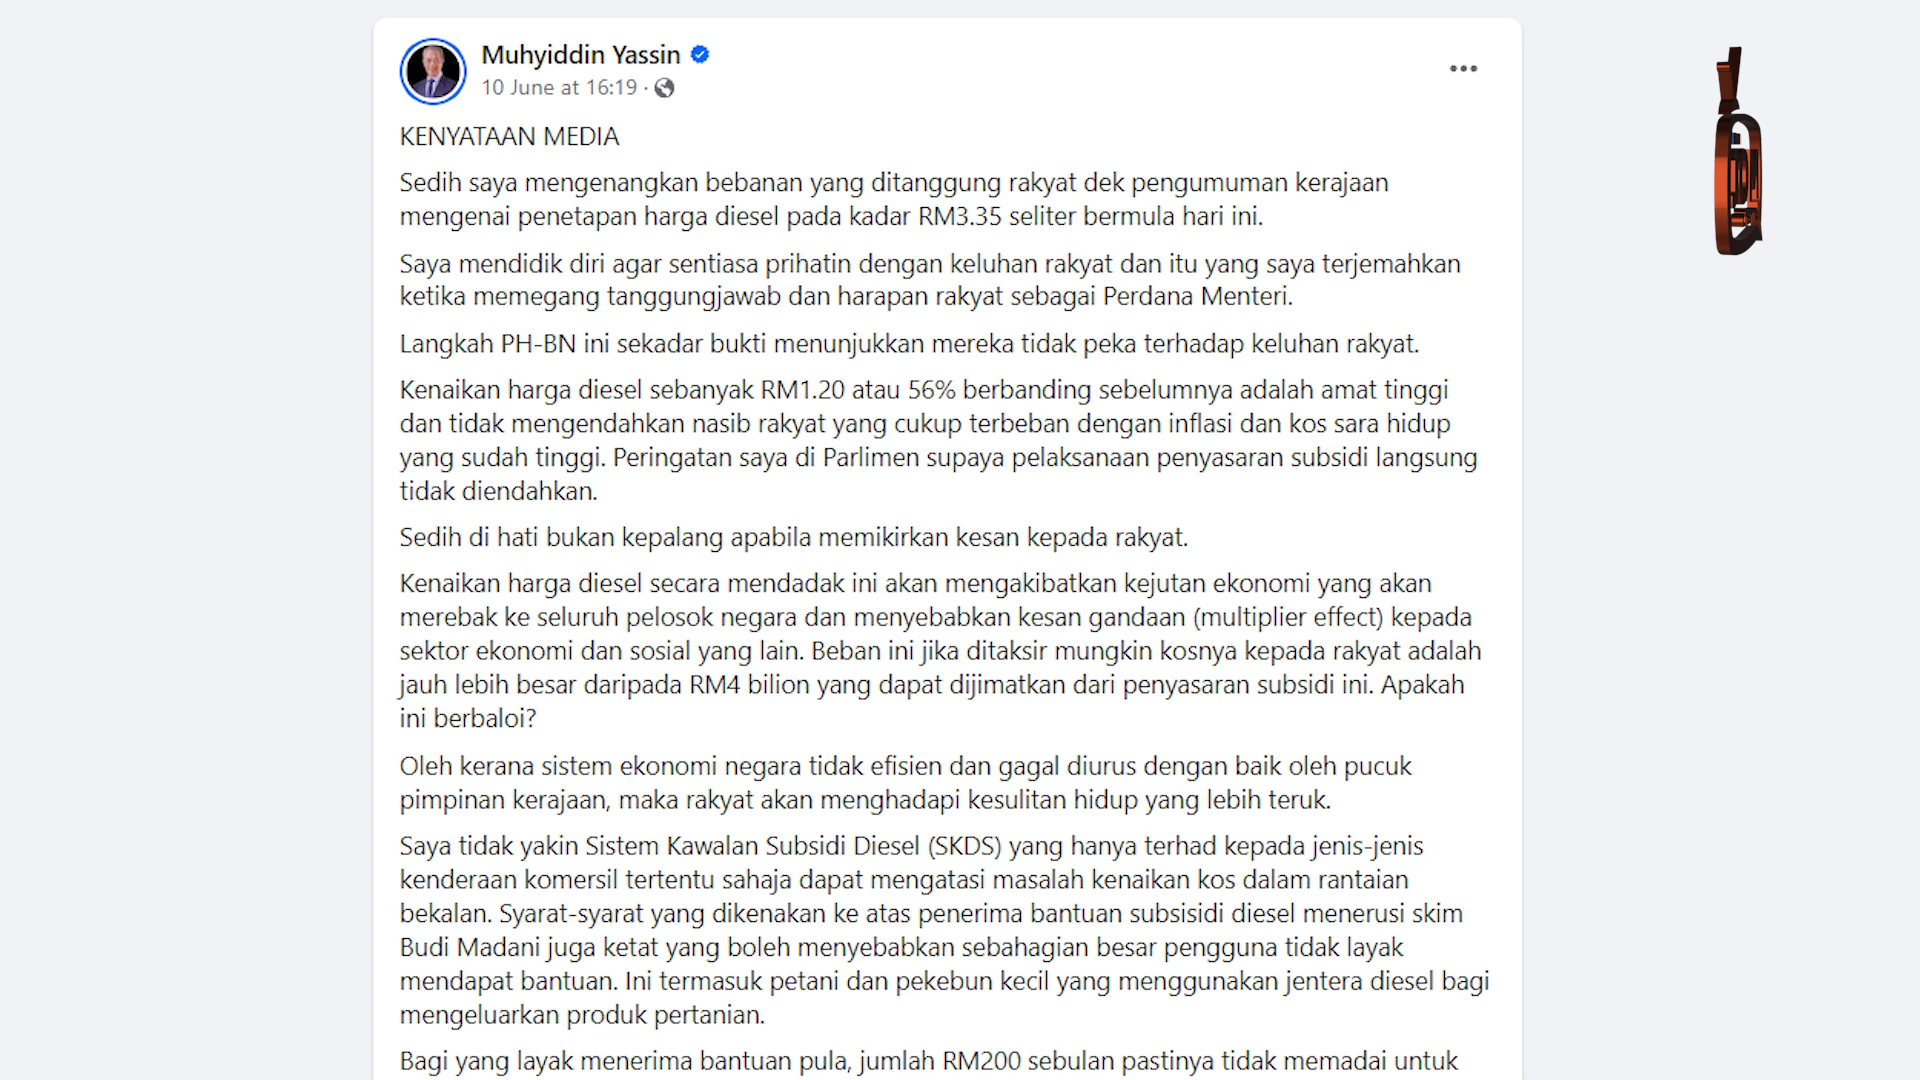 Muhyiddin Yassin
10 June at 16:19 ·
KENYATAAN MEDIA
Sedih saya mengenangkan bebanan yang ditanggung rakyat dek pengumuman kerajaan
mengenai penetapan harga diesel pada kadar RM3.35 seliter bermula hari ini.
Saya mendidik diri agar sentiasa prihatin dengan keluhan rakyat dan itu yang saya terjemahkan
ketika memegang tanggungjawab dan harapan rakyat sebagai Perdana Menteri.
Langkah PH-BN ini sekadar bukti menunjukkan mereka tidak peka terhadap keluhan rakyat.
Kenaikan harga diesel sebanyak RM1.20 atau 56% berbanding sebelumnya adalah amat tinggi
dan tidak mengendahkan nasib rakyat yang cukup terbeban dengan inflasi dan kos sara hidup
yang sudah tinggi. Peringatan saya di Parlimen supaya pelaksanaan penyasaran subsidi langsung
tidak diendahkan.
Sedih di hati bukan kepalang apabila memikirkan kesan kepada rakyat.
Kenaikan harga diesel secara mendadak ini akan mengakibatkan kejutan ekonomi yang akan
merebak ke seluruh pelosok negara dan menyebabkan kesan gandaan (multiplier effect) kepada
sektor ekonomi dan sosial yang lain. Beban ini jika ditaksir mungkin kosnya kepada rakyat adalah
jauh lebih besar daripada RM4 bilion yang dapat dijimatkan dari penyasaran subsidi ini. Apakah
ini berbaloi?
Oleh kerana sistem ekonomi negara tidak efisien dan gagal diurus dengan baik oleh pucuk
pimpinan kerajaan, maka rakyat akan menghadapi kesulitan hidup yang lebih teruk.
Saya tidak yakin Sistem Kawalan Subsidi Diesel (SKDS) yang hanya terhad kepada jenis-jenis
kenderaan komersil tertentu sahaja dapat mengatasi masalah kenaikan kos dalam rantaian
bekalan. Syarat-syarat yang dikenakan ke atas penerima bantuan subsisidi diesel menerusi skim
Budi Madani juga ketat yang boleh menyebabkan sebahagian besar pengguna tidak layak
mendapat bantuan. Ini termasuk petani dan pekebun kecil yang menggunakan jentera diesel bagi
mengeluarkan produk pertanian.
Bagi yang layak menerima bantuan pula, jumlah RM200 sebulan pastinya tidak memadai untuk